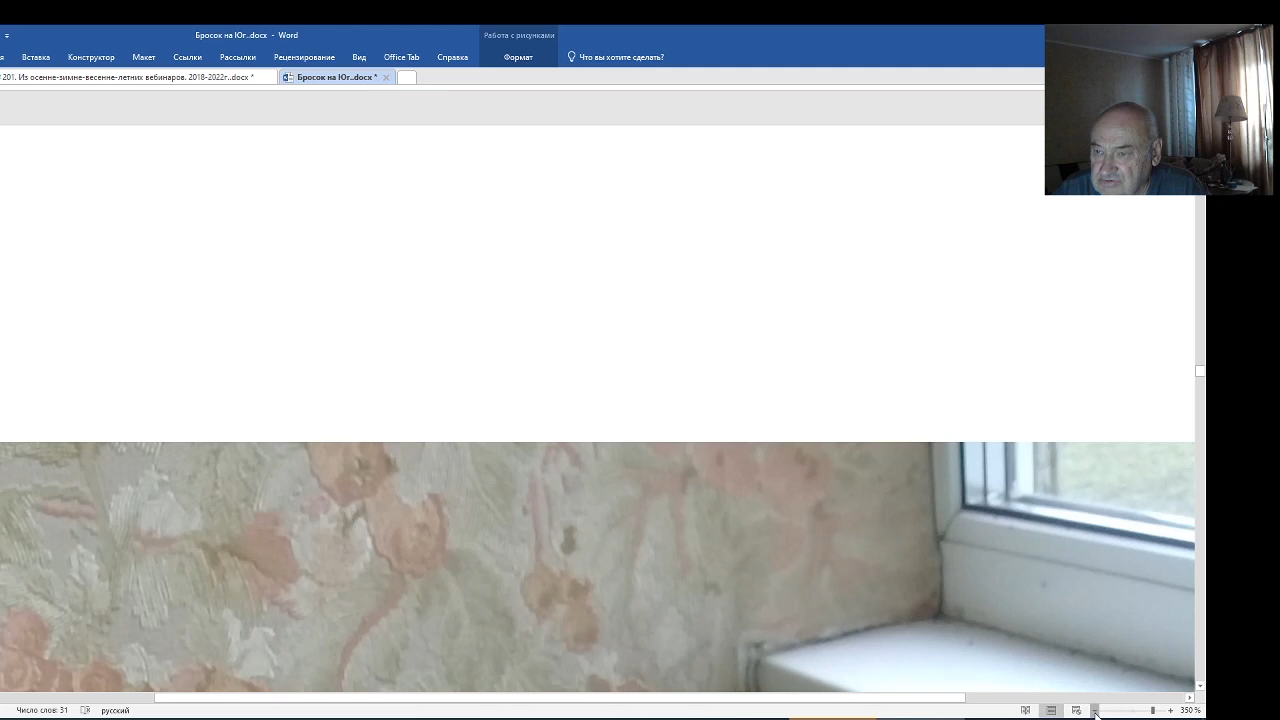 Бросок на Юг..docx - Word
Работа с рисунками
я Вставка Конструктор Макет Ссылки Рассылки Рецензирование Вид Office Tab Справка Формат Что вы хотите сделать?
201. Из осенне-зимне-весенне-летних вебинаров. 2018-2022г..docx *
Бросок на Юг..docx *
Число слов: 31 русский 350 %